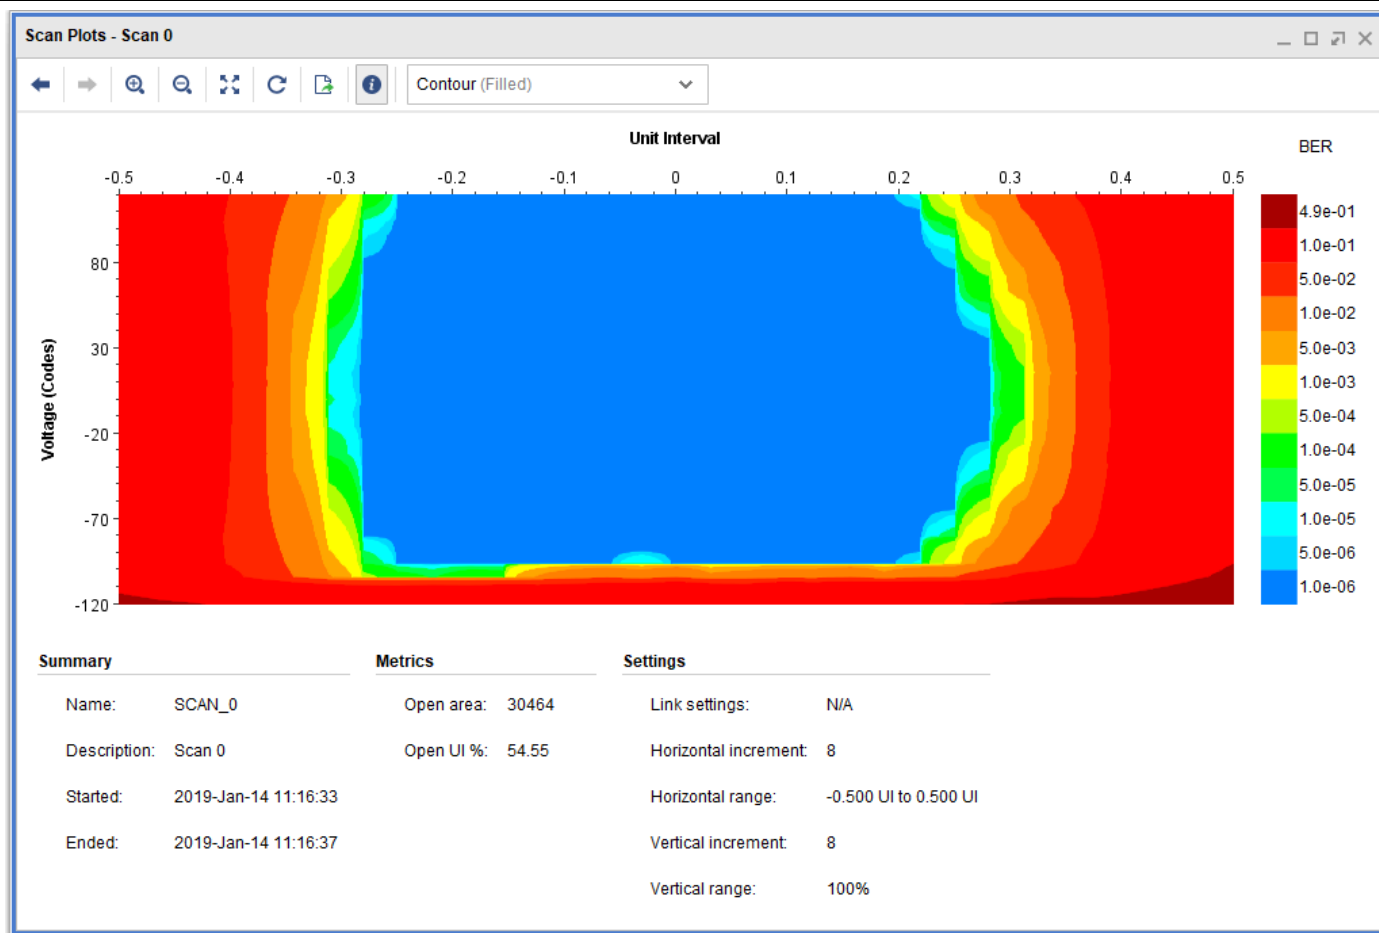 Scan Plots - Scan 0
Contour (Filled)
Unit Interval
BER
-0.5 -0.4 -0.3 -0.2 -0.1 0 0.1 0.2 0.3 0.4 0.5
4.9e-01
1.0e-01
5.0e-02
1.0e-02
5.0e-03
1.0e-03
5.0e-04
1.0e-04
5.0e-05
1.0e-05
5.0e-06
1.0e-06
Voltage (Codes)
80
30
-20
-70
-120
Summary
Name: SCAN_0
Description: Scan 0
Started: 2019-Jan-14 11:16:33
Ended: 2019-Jan-14 11:16:37
Metrics
Open area: 30464
Open UI %: 54.55
Settings
Link settings: N/A
Horizontal increment: 8
Horizontal range: -0.500 UI to 0.500 UI
Vertical increment: 8
Vertical range: 100%